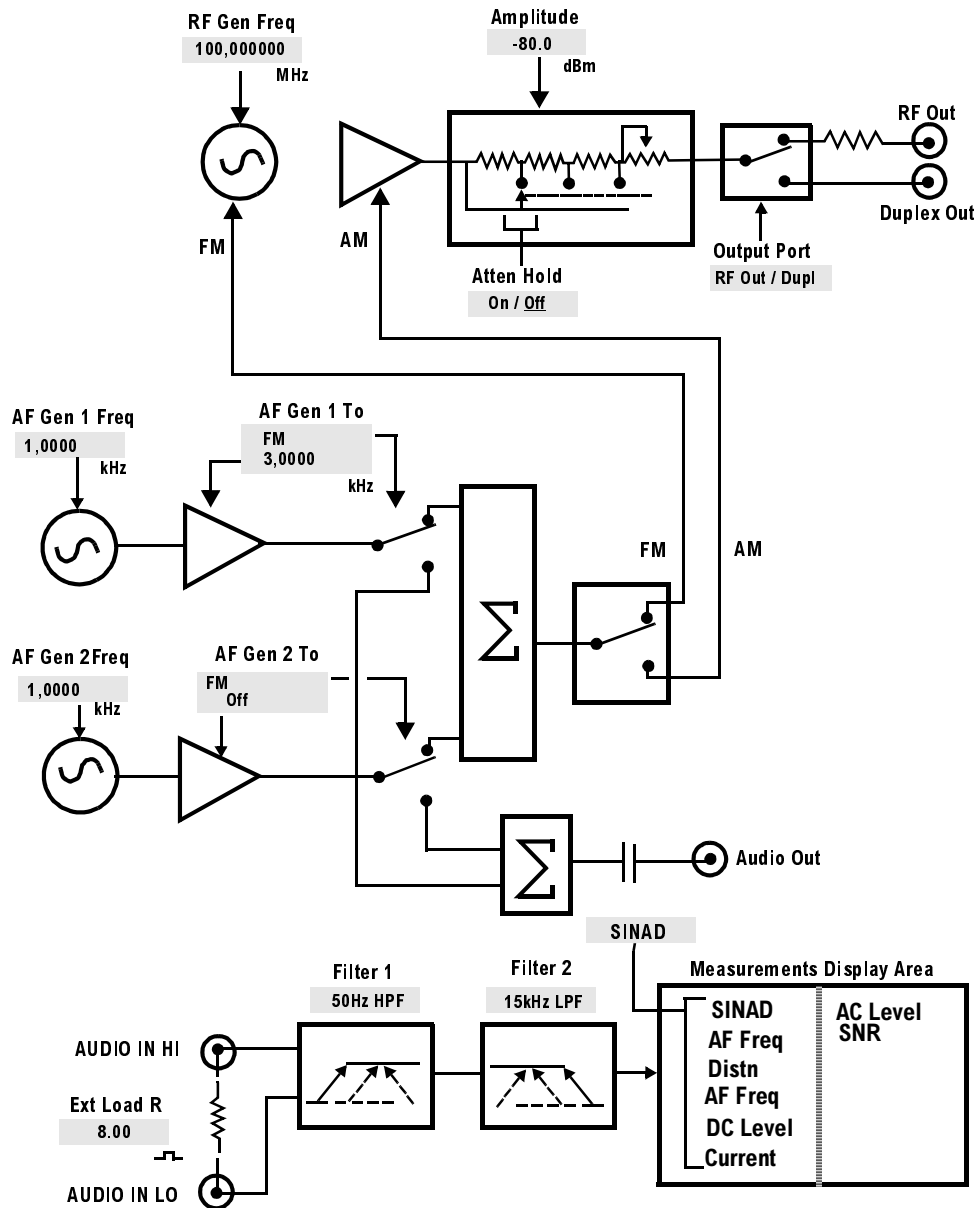 RF Gen Freq
100,000000
MHz
Amplitude
-80.0
dBm
RF Out
Duplex Out
FM
AM
Atten Hold
On / Off
Output Port
RF Out / Dupl
AF Gen 1 Freq
1,0000
kHz
AF Gen 1 To
FM
3,0000
kHz
FM
AM
Σ
AF Gen 2Freq
1,0000
kHz
AF Gen 2 To
FM
Off
Σ
Audio Out
SINAD
Filter 1
50Hz HPF
Filter 2
15kHz LPF
Measurements Display Area
SINAD
AF Freq
Distn
AF Freq
DC Level
Current
AC Level
SNR
AUDIO IN HI
Ext Load R
8.00
AUDIO IN LO